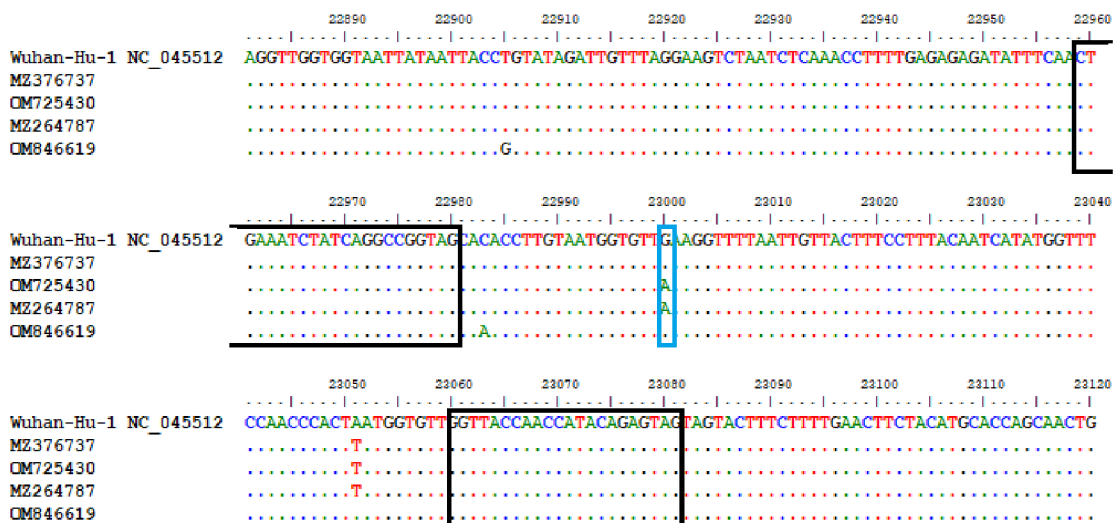 22890 22900 22910 22920 22930 22940 22950 22960
....|....|....|....|....|....|....|....|....|....|....|....|....|....|....|....|
Wuhan-Hu-1 NC_045512 AGGTTGGTGGTAATTATAATTACCTGTATAGATTGTTTAGGAAGTCTAATCTCAAACCTTTTGAGAGAGATATTTCAACT
MZ376737 ................................................................................
OM725430 ................................................................................
MZ264787 ................................................................................
OM846619 ........................G.......................................................
22970 22980 22990 23000 23010 23020 23030 23040
....|....|....|....|....|....|....|....|....|....|....|....|....|....|....|....|
Wuhan-Hu-1 NC_045512 GAAATCTATCAGGCCGGTAGCACACCTTGTAATGGTGTTGAAGGTTTTAATTGTTACTTTCCTTTACAATCATATGGTTT
MZ376737 ................................................................................
OM725430 .......................................A........................................
MZ264787 .......................................A........................................
OM846619 ......................A.........................................................
23050 23060 23070 23080 23090 23100 23110 23120
....|....|....|....|....|....|....|....|....|....|....|....|....|....|....|....|
Wuhan-Hu-1 NC_045512 CCAACCCACTAATGGTGTTGGTTACCAACCATACAGAGTAGTAGTACTTTCTTTTGAACTTCTACATGCACCAGCAACTG
MZ376737 ..........T.....................................................................
OM725430 ..........T.....................................................................
MZ264787 ..........T.....................................................................
OM846619 ................................................................................